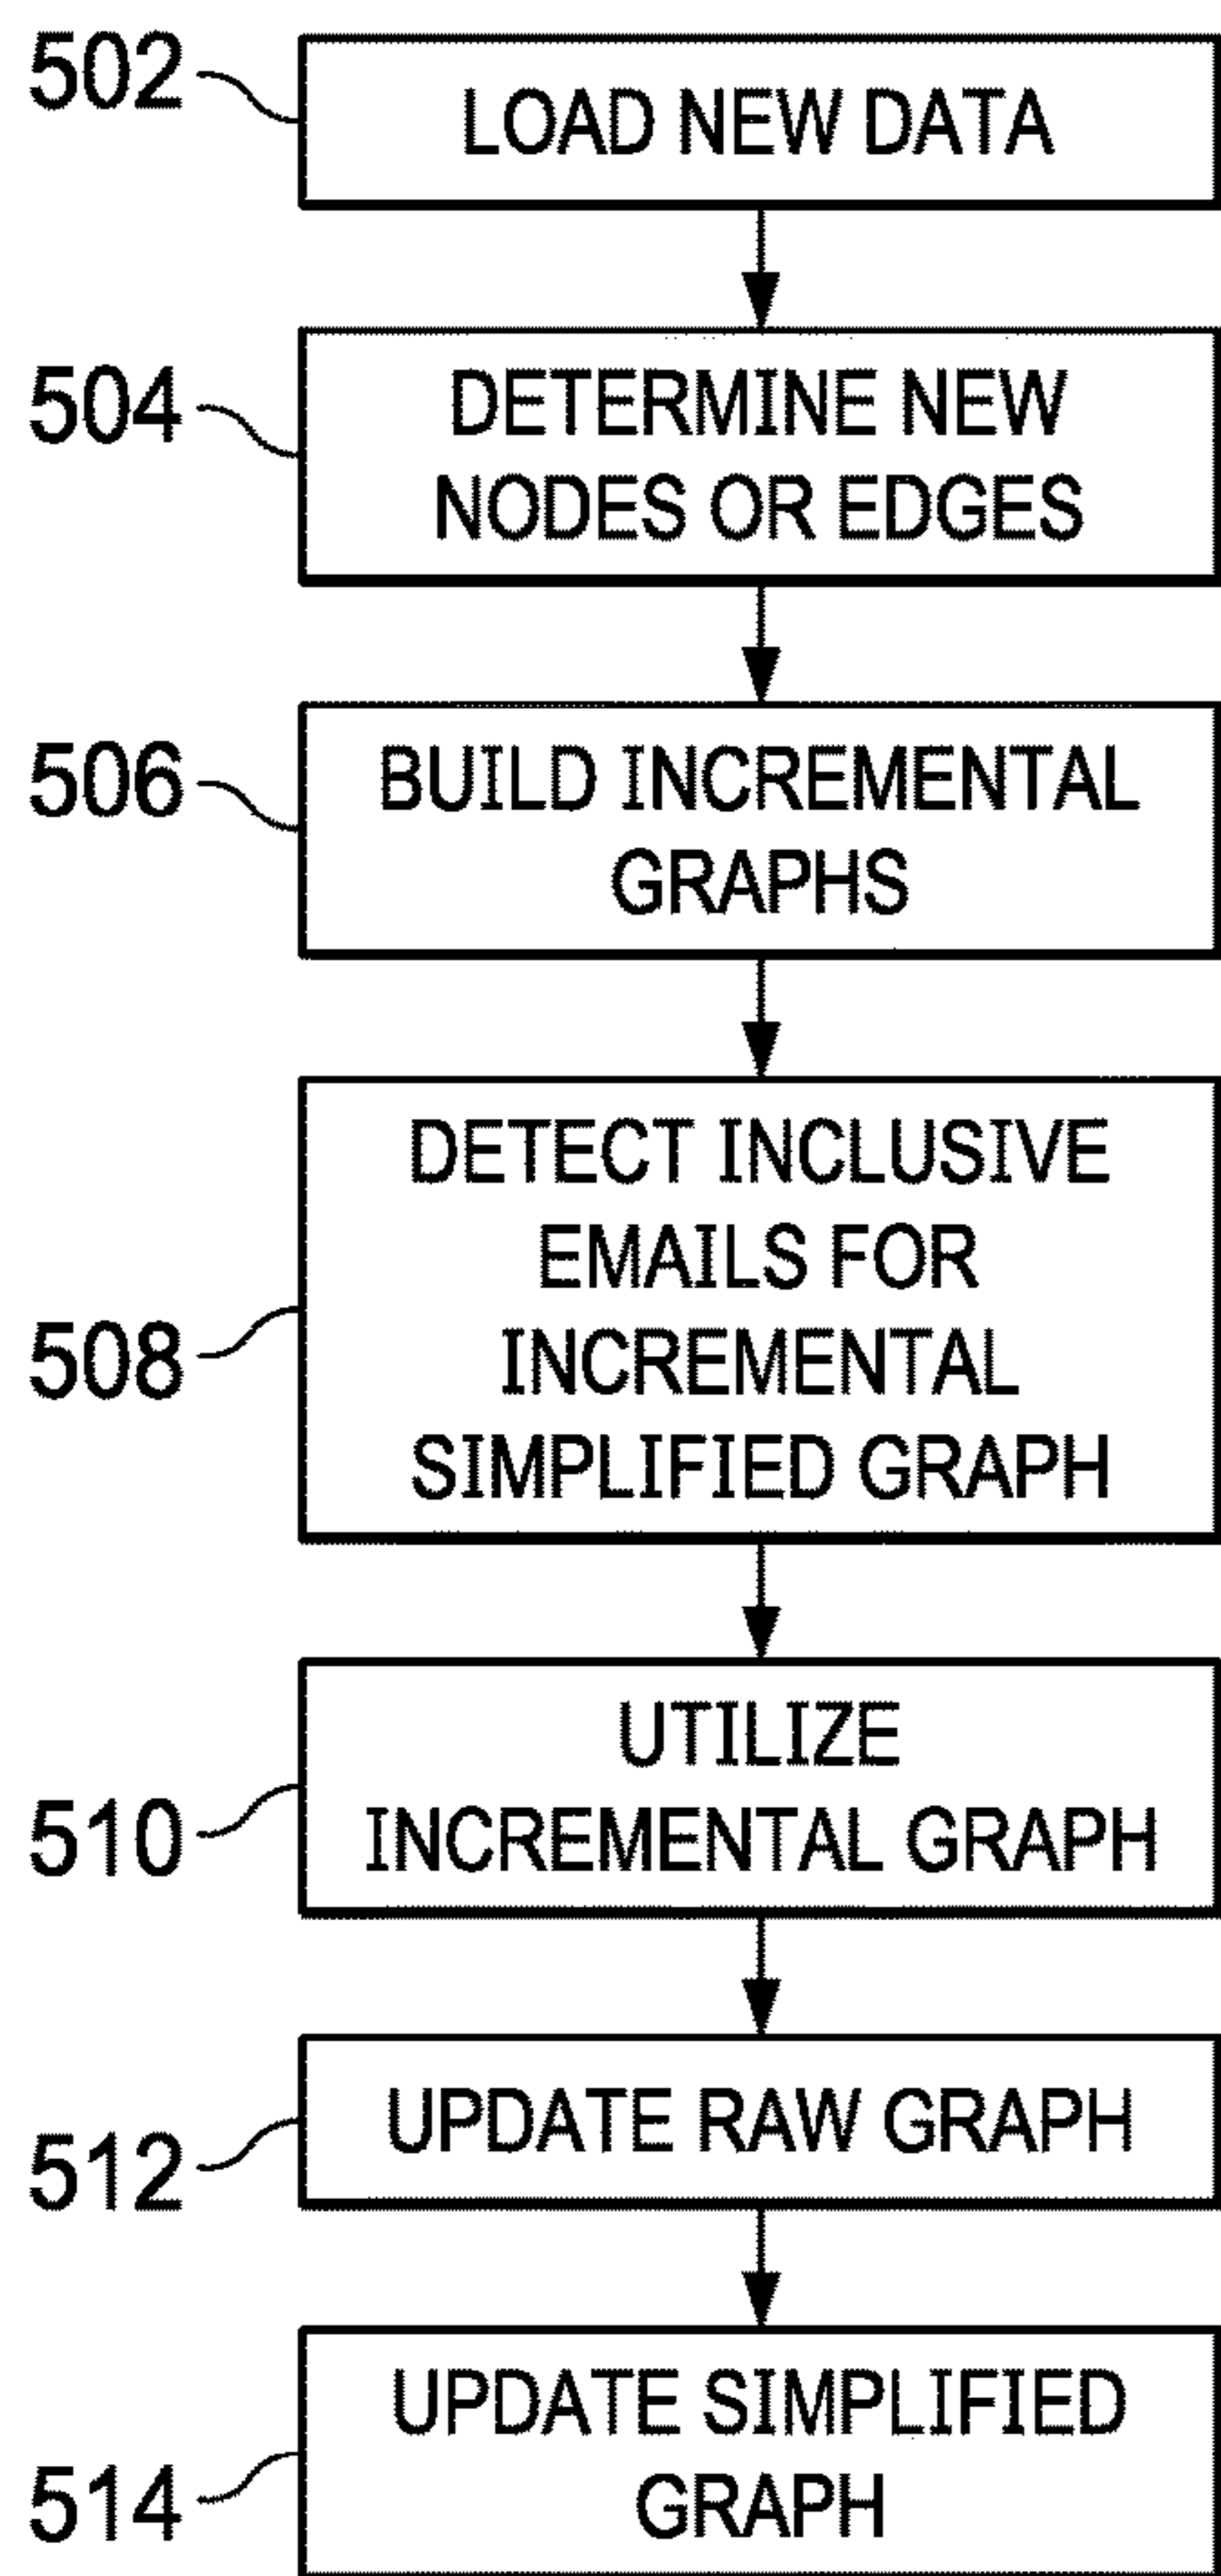 502
LOAD NEW DATA
504
DETERMINE NEW
NODES OR EDGES
506
BUILD INCREMENTAL
GRAPHS
508
DETECT INCLUSIVE
EMAILS FOR
INCREMENTAL
SIMPLIFIED GRAPH
510
UTILIZE
INCREMENTAL GRAPH
512
UPDATE RAW GRAPH
514
UPDATE SIMPLIFIED
GRAPH